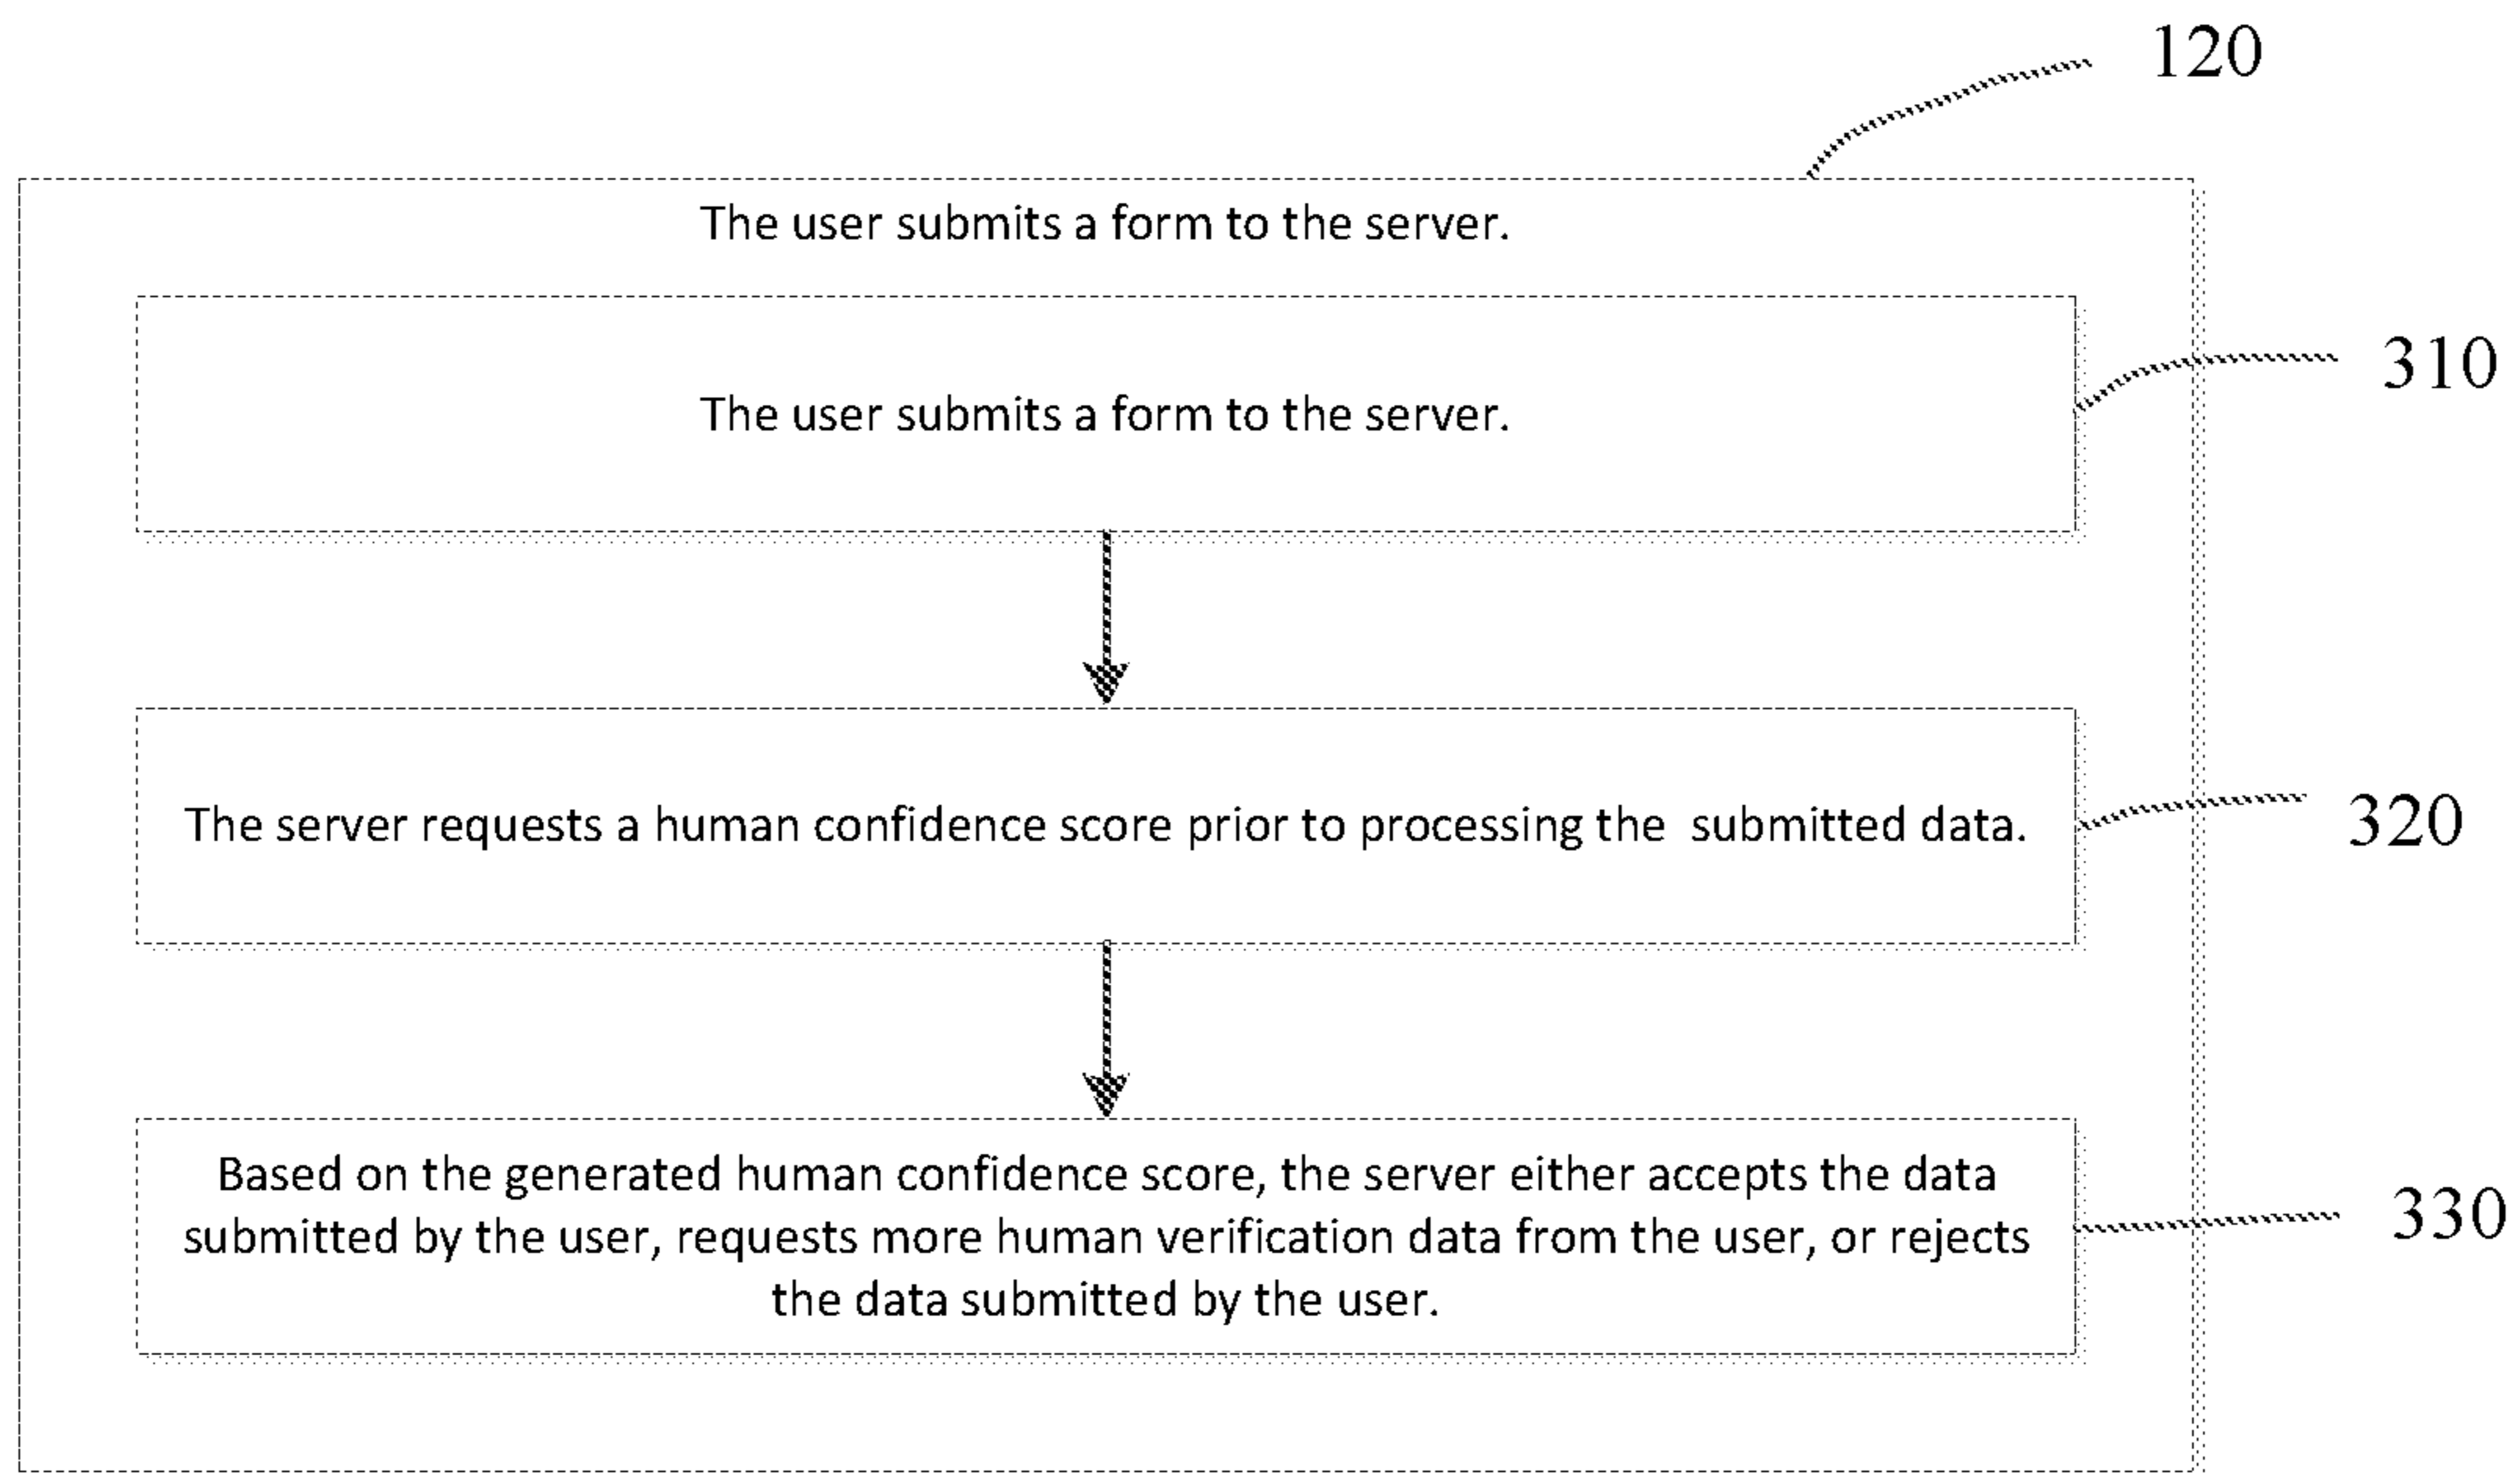 120
The user submits a form to the server.
310
The user submits a form to the server.
The server requests a human confidence score prior to processing the  submitted data.
320
Based on the generated human confidence score, the server either accepts the data
submitted by the user, requests more human verification data from the user, or rejects
330
the data submitted by the user.